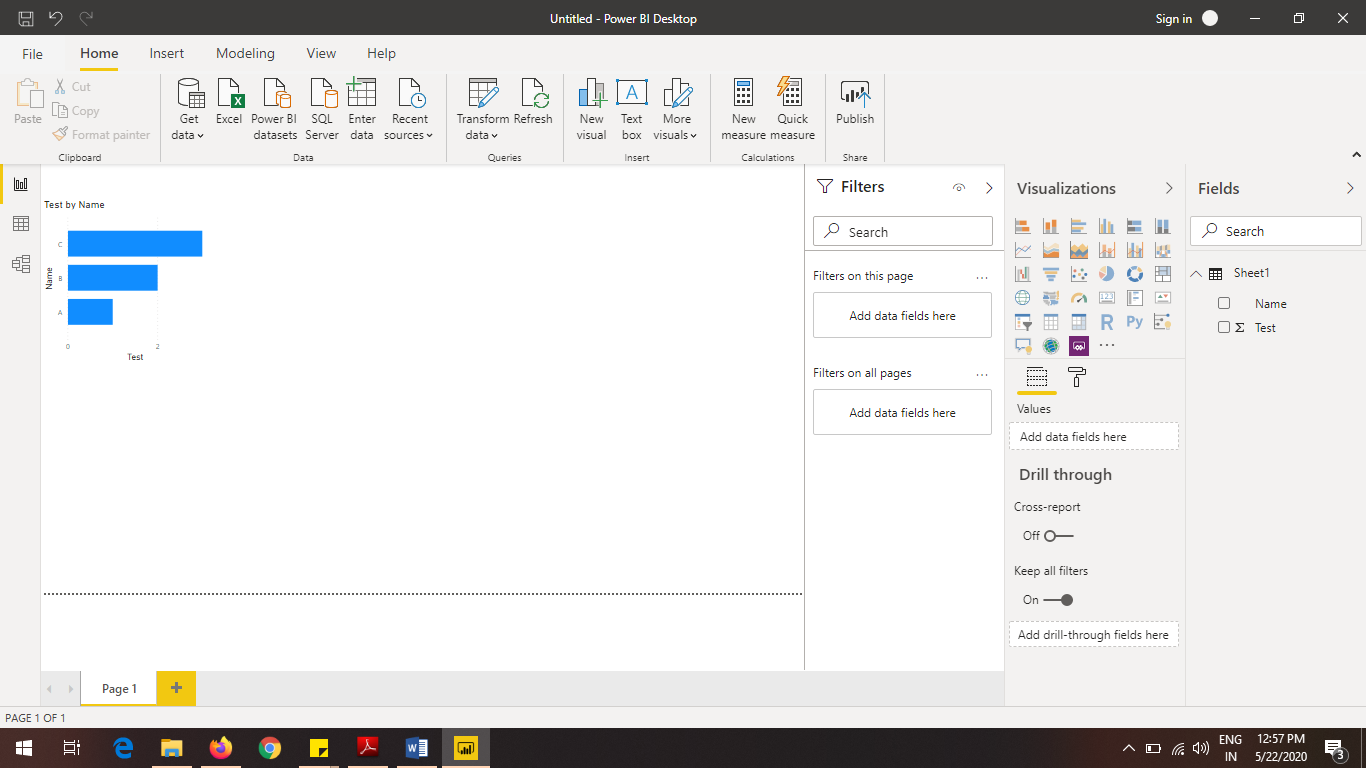 Untitled - Power BI Desktop
Sign in
File Home Insert Modeling View Help
Paste
Cut
Copy
Format painter
Clipboard
Get data
Excel
Power BI datasets
SQL Server
Enter data
Recent sources
Data
Transform data
Refresh
Queries
New visual
Text box
More visuals
Insert
New measure
Quick measure
Calculations
Publish
Share
Test by Name
Name
C
B
A
0 2
Test
Filters
Search
Filters on this page
...
Add data fields here
Filters on all pages
...
Add data fields here
Visualizations
123
R
Py
...
Values
Add data fields here
Drill through
Cross-report
Off
Keep all filters
On
Add drill-through fields here
Fields
Search
Sheet1
Name
Σ Test
Page 1
+
PAGE 1 OF 1
ENG
IN
12:57 PM
5/22/2020
3